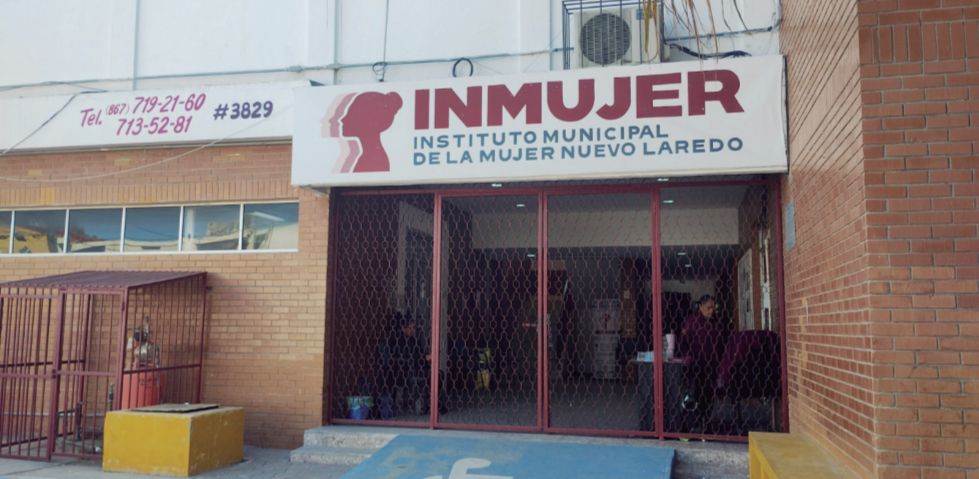 Tel. (867) 719-21-60
713-52-81
#3829
INMUJER
INSTITUTO MUNICIPAL
DE LA MUJER NUEVO LAREDO